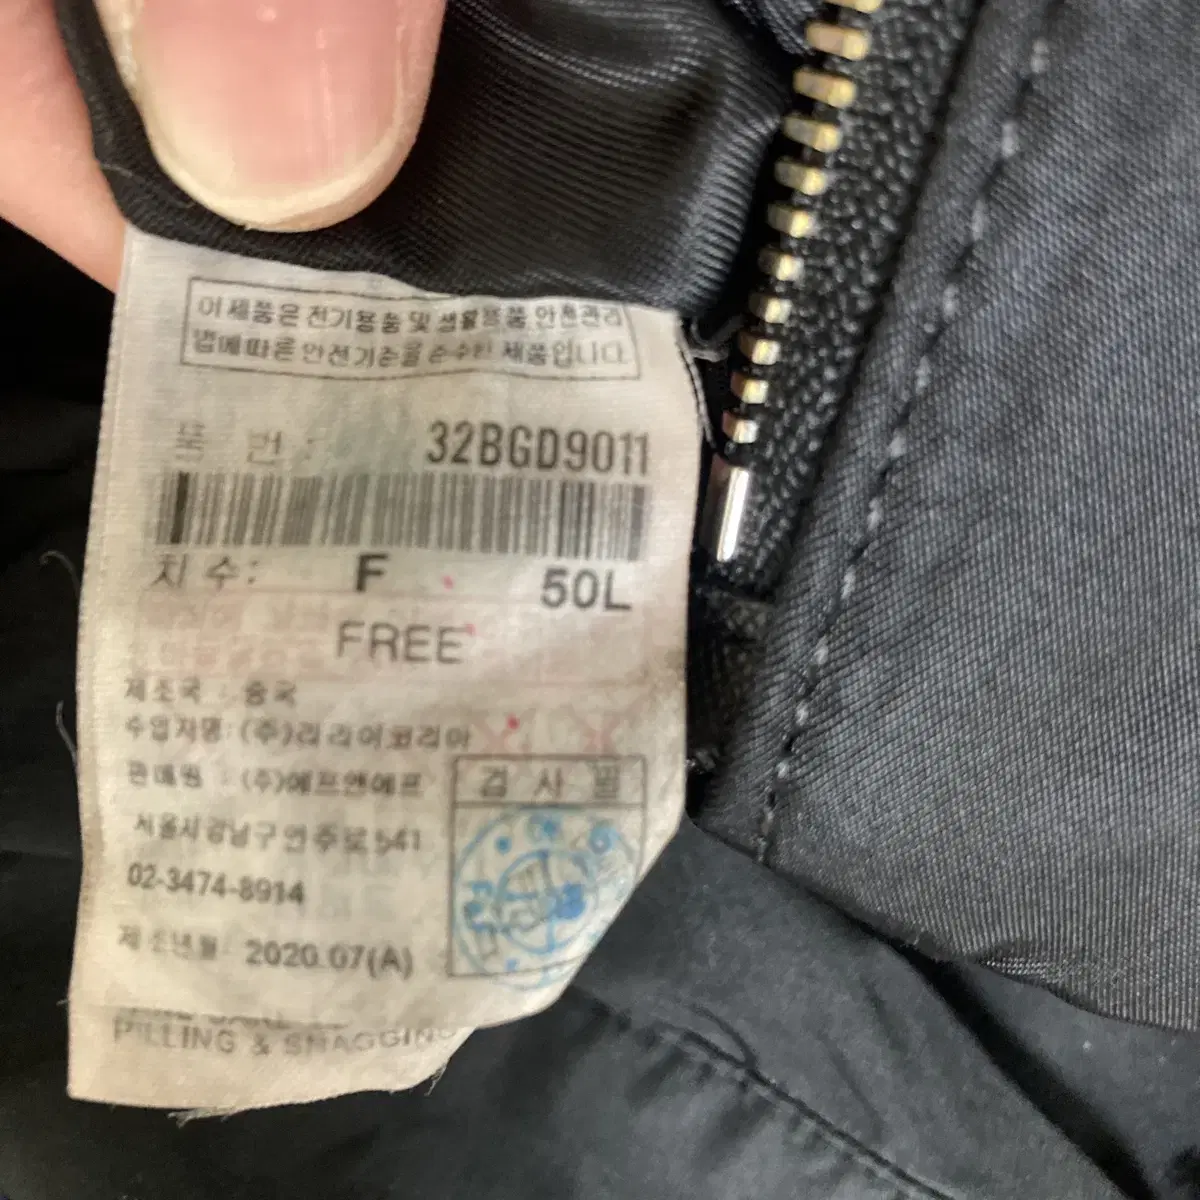 이 제품은 전기용품 및 생활용품 안전관리
법에 따른 안전기준을 준수한 제품입니다.
품 번 : 32BGD9011
치 수 : F 50L
FREE
제조국 : 중국
수입자명 : (주)리리이코리아
판매원 : (주)에프앤에프
서울시 강남구 언주로 541
검 사 필
02-3474-8914
제조년월 : 2020.07(A)
PILLING & SNAGGING